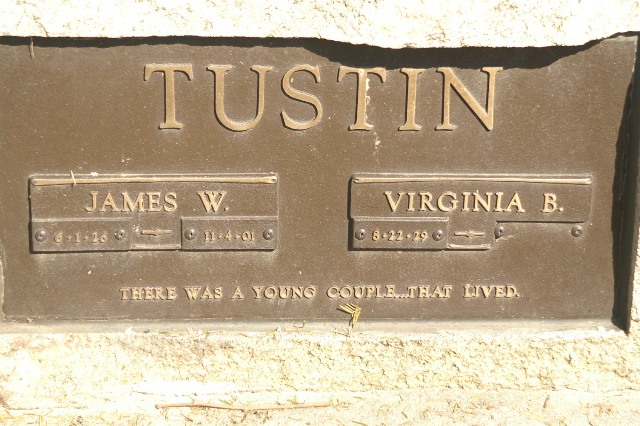 TUSTIN
JAMES W. VIRGINIA B.
6·1·26 11·4·01 8·22·29
THERE WAS A YOUNG COUPLE...THAT LIVED.